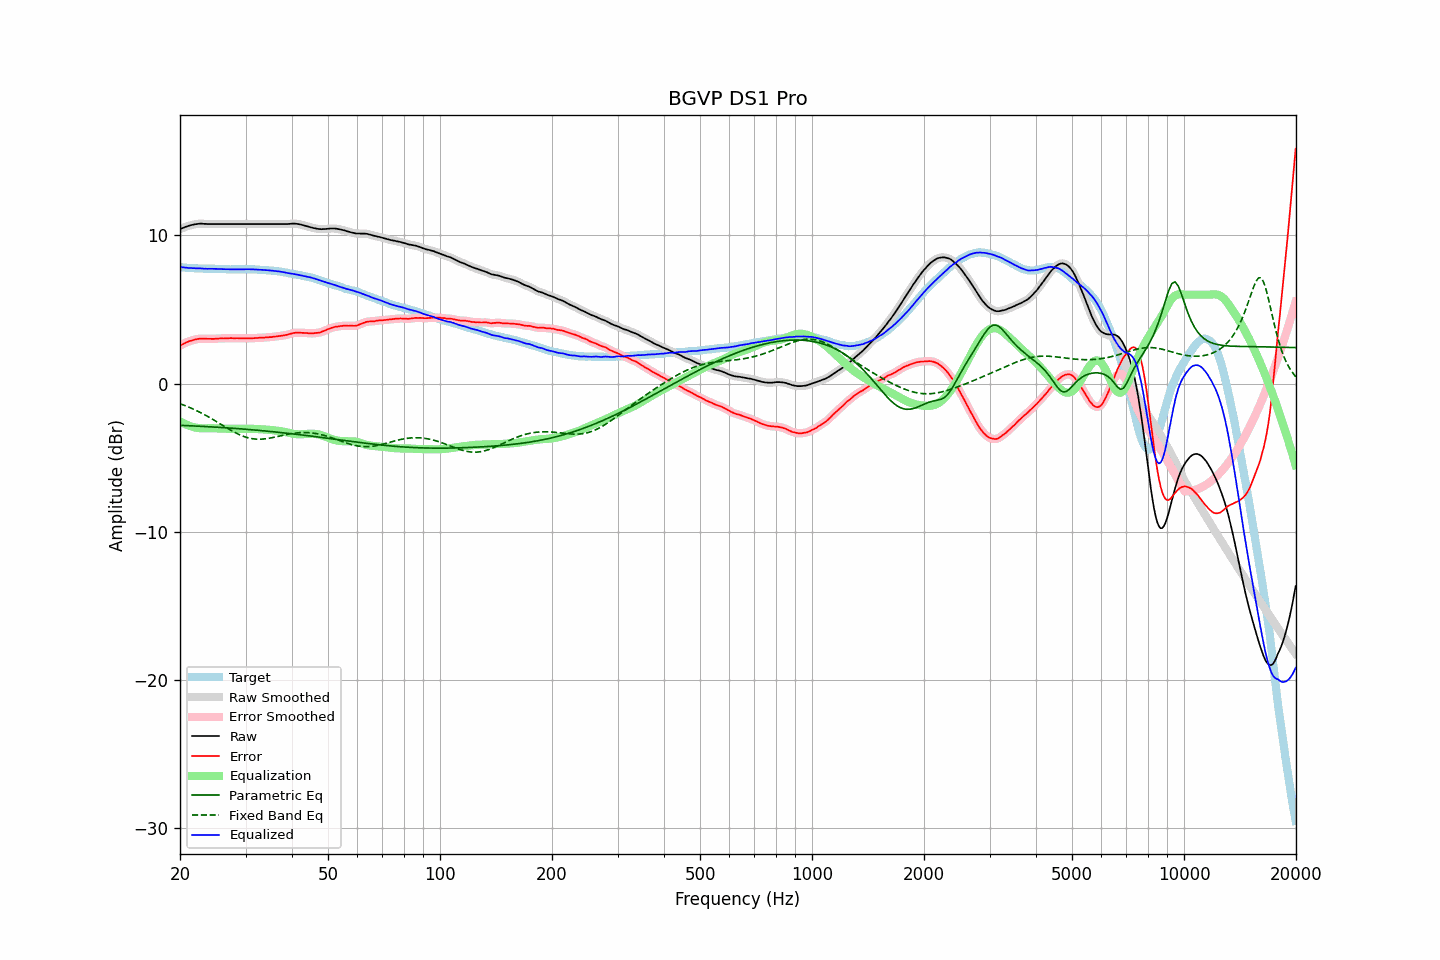 BGVP DS1 Pro
Amplitude (dBr)
10
0
−10
−20
−30
Target
Raw Smoothed
Error Smoothed
Raw
Error
Equalization
Parametric Eq
Fixed Band Eq
Equalized
20 50 100 200 500 1000 2000 5000 10000 20000
Frequency (Hz)